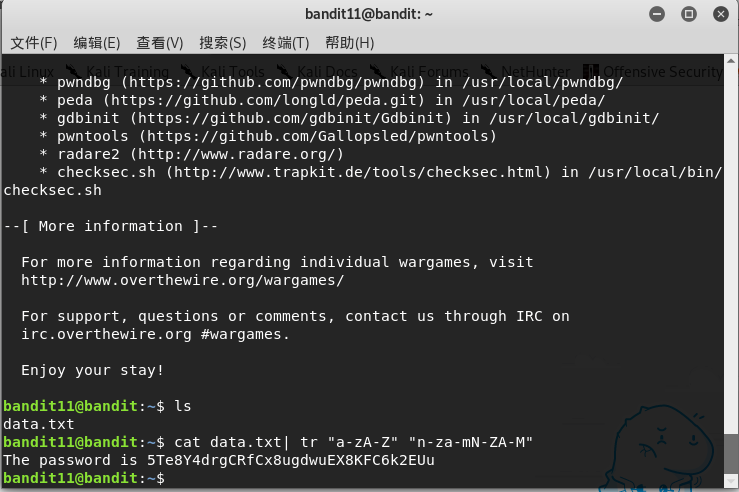 bandit11@bandit: ~
文件(F) 编辑(E) 查看(V) 搜索(S) 终端(T) 帮助(H)
ali Linux Kali Training Kali Tools Kali Docs Kali Forums NetHunter Offensive Security
* pwndbg (https://github.com/pwndbg/pwndbg) in /usr/local/pwndbg/
* peda (https://github.com/longld/peda.git) in /usr/local/peda/
* gdbinit (https://github.com/gdbinit/Gdbinit) in /usr/local/gdbinit/
* pwntools (https://github.com/Gallopsled/pwntools)
* radare2 (http://www.radare.org/)
* checksec.sh (http://www.trapkit.de/tools/checksec.html) in /usr/local/bin/
checksec.sh
--[ More information ]--
For more information regarding individual wargames, visit
http://www.overthewire.org/wargames/
For support, questions or comments, contact us through IRC on
irc.overthewire.org #wargames.
Enjoy your stay!
bandit11@bandit:~$ ls
data.txt
bandit11@bandit:~$ cat data.txt| tr "a-zA-Z" "n-za-mN-ZA-M"
The password is 5Te8Y4drgCRfCx8ugdwuEX8KFC6k2EUu
bandit11@bandit:~$